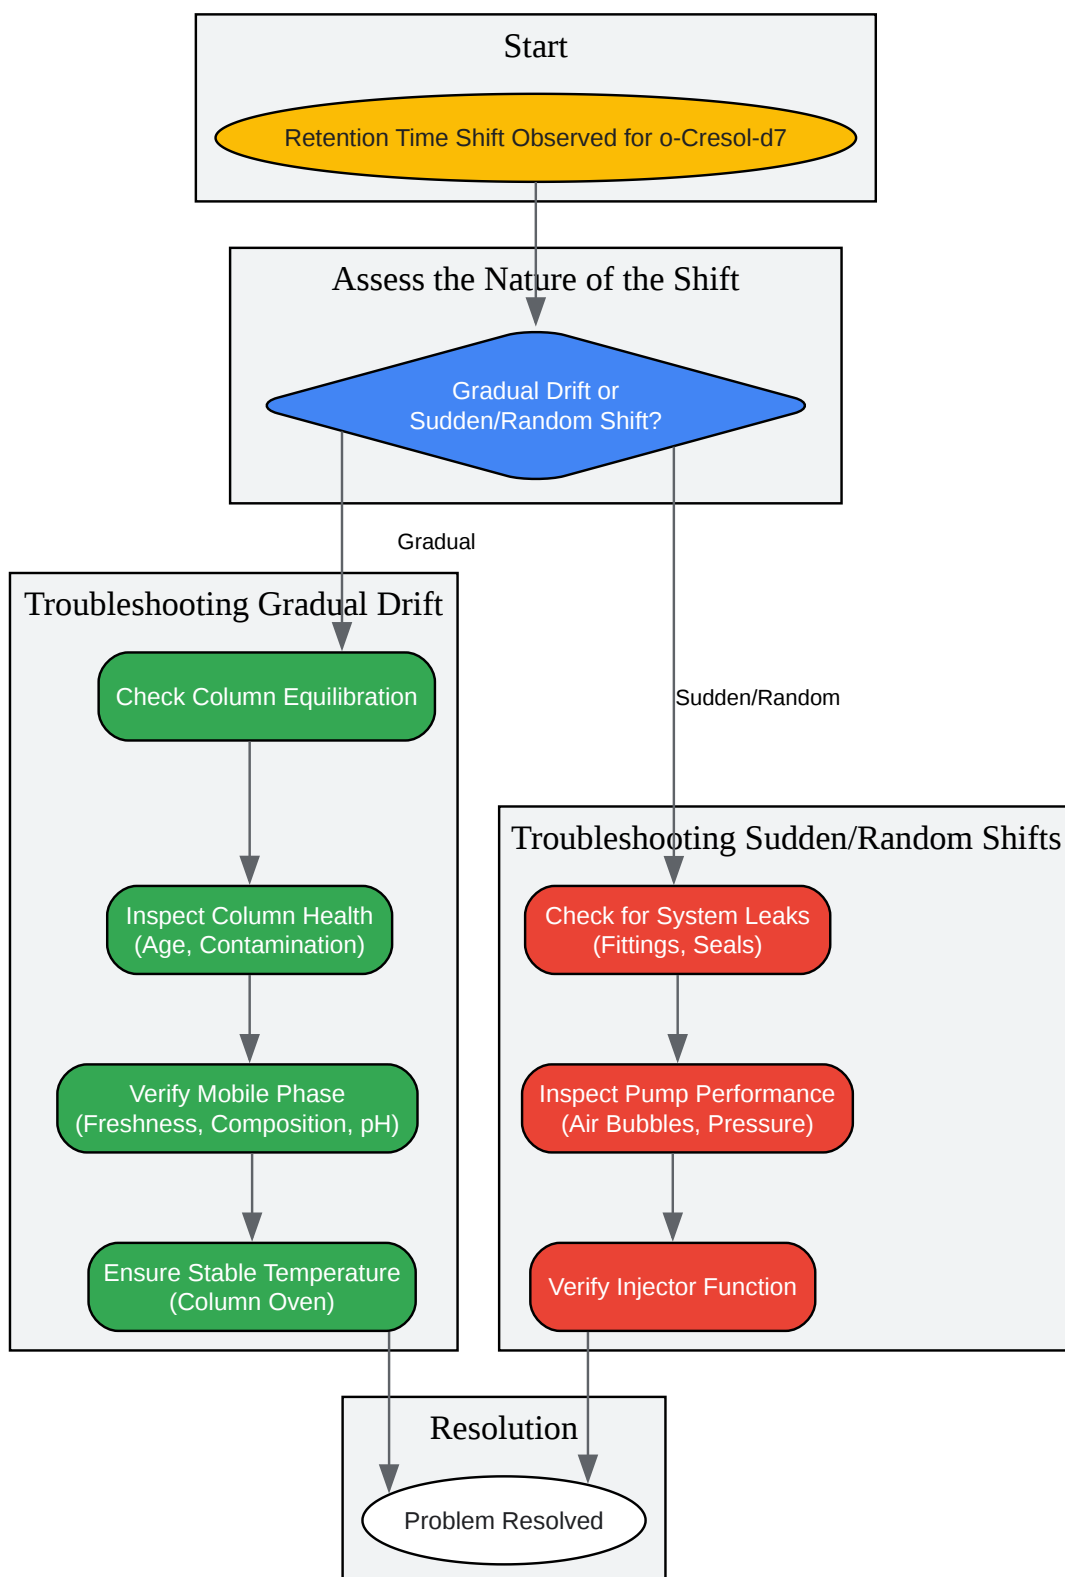 Start
Retention Time Shift Observed for o-Cresol-d7
Assess the Nature of the Shift
Gradual Drift or
Sudden/Random Shift?
Gradual
Troubleshooting Gradual Drift
Check Column Equilibration
Inspect Column Health
(Age, Contamination)
Verify Mobile Phase
(Freshness, Composition, pH)
Ensure Stable Temperature
(Column Oven)
Sudden/Random
Troubleshooting Sudden/Random Shifts
Check for System Leaks
(Fittings, Seals)
Inspect Pump Performance
(Air Bubbles, Pressure)
Verify Injector Function
Resolution
Problem Resolved